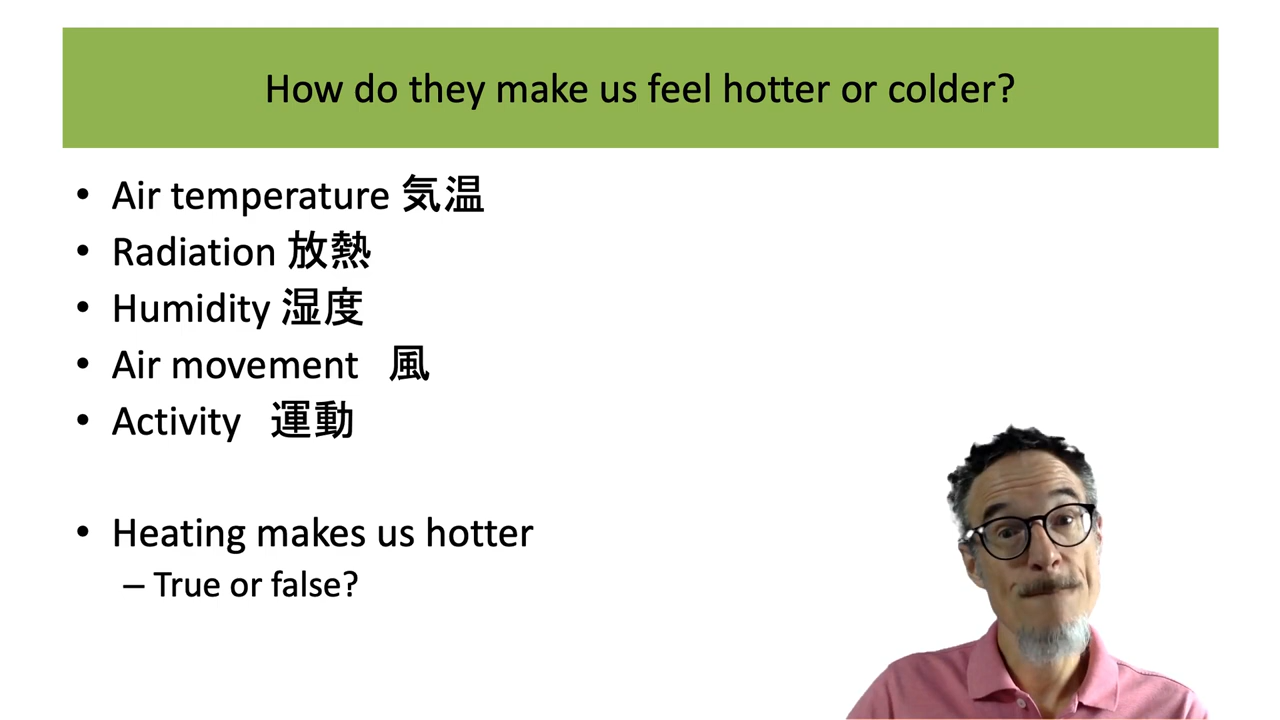 How do they make us feel hotter or colder?
• Air temperature 気温
• Radiation 放熱
• Humidity 湿度
• Air movement 風
• Activity 運動
• Heating makes us hotter
– True or false?